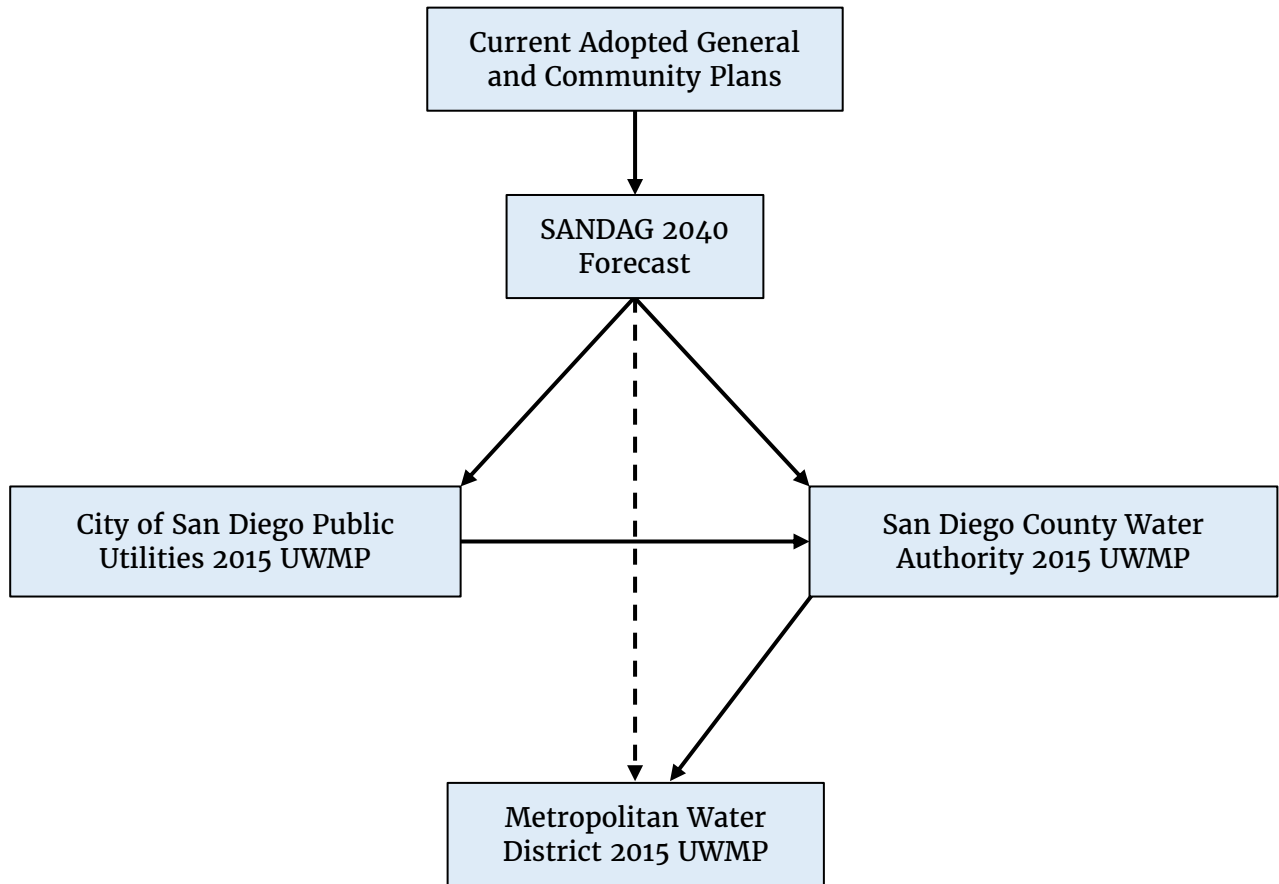 Current Adopted General
and Community Plans
SANDAG 2040
Forecast
City of San Diego Public
Utilities 2015 UWMP
San Diego County Water
Authority 2015 UWMP
Metropolitan Water
District 2015 UWMP